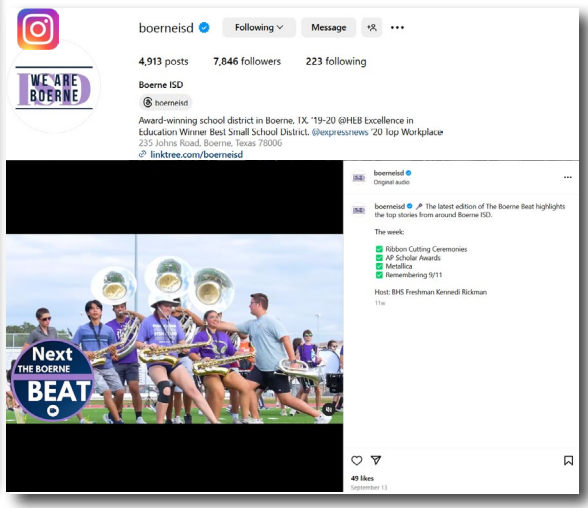 boerneisd Following Message
4,913 posts 7,846 followers 223 following
WE ARE
ISD
BOERNE
Boerne ISD
boerneisd
Award-winning school district in Boerne, TX. '19-20 @HEB Excellence in
Education Winner Best Small School District. @expressnews '20 Top Workplace
235 Johns Road, Boerne, Texas 78006
linktree.com/boerneisd
ISD
boerneisd
Original audio
ISD
boerneisd The latest edition of The Boerne Beat highlights
the top stories from around Boerne ISD.
The week:
Ribbon Cutting Ceremonies
AP Scholar Awards
Metallica
Remembering 9/11
Host: BHS Freshman Kennedi Rickman
11w
Next
THE BOERNE
BEAT
49 likes
September 13